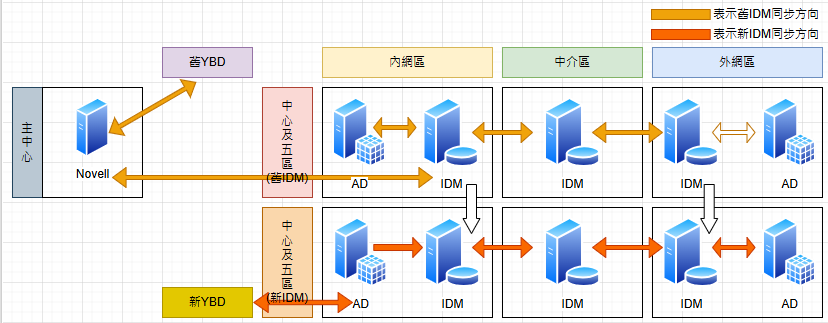 表示舊IDM同步方向
表示新IDM同步方向
舊YBD
內網區
中介區
外網區
主中心
Novell
中心及五區
(舊IDM)
AD
IDM
IDM
IDM
AD
中心及五區
(新IDM)
AD
IDM
IDM
IDM
AD
新YBD